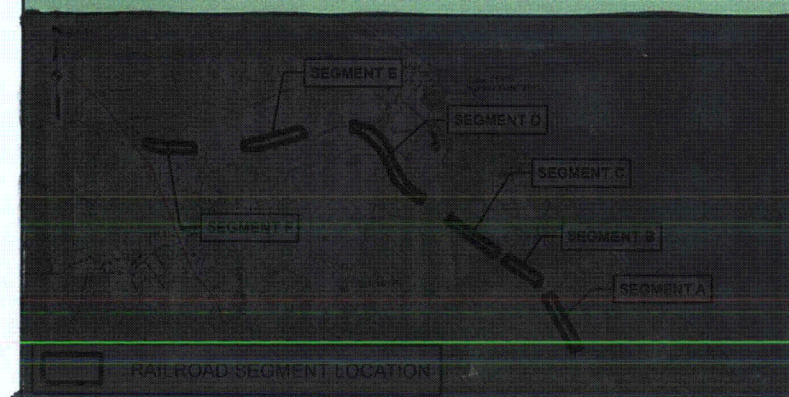 SEGMENT E
SEGMENT D
SEGMENT C
SEGMENT F
SEGMENT B
SEGMENT A
RAILROAD SEGMENT LOCATION